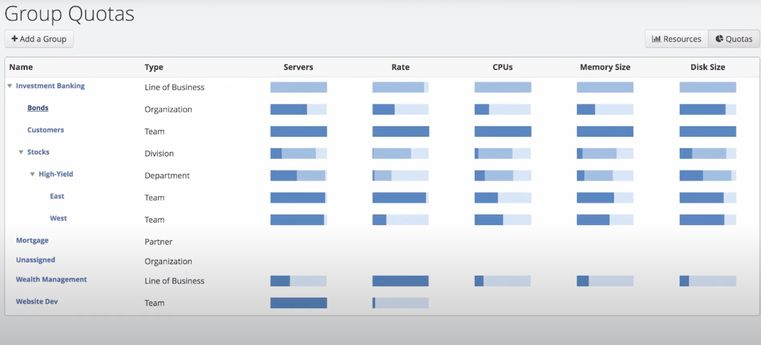 Group Quotas
+ Add a Group
Resources Quotas
Name Type Servers Rate CPUs Memory Size Disk Size
Investment Banking Line of Business
Bonds Organization
Customers Team
Stocks Division
High-Yield Department
East Team
West Team
Mortgage Partner
Unassigned Organization
Wealth Management Line of Business
Website Dev Team